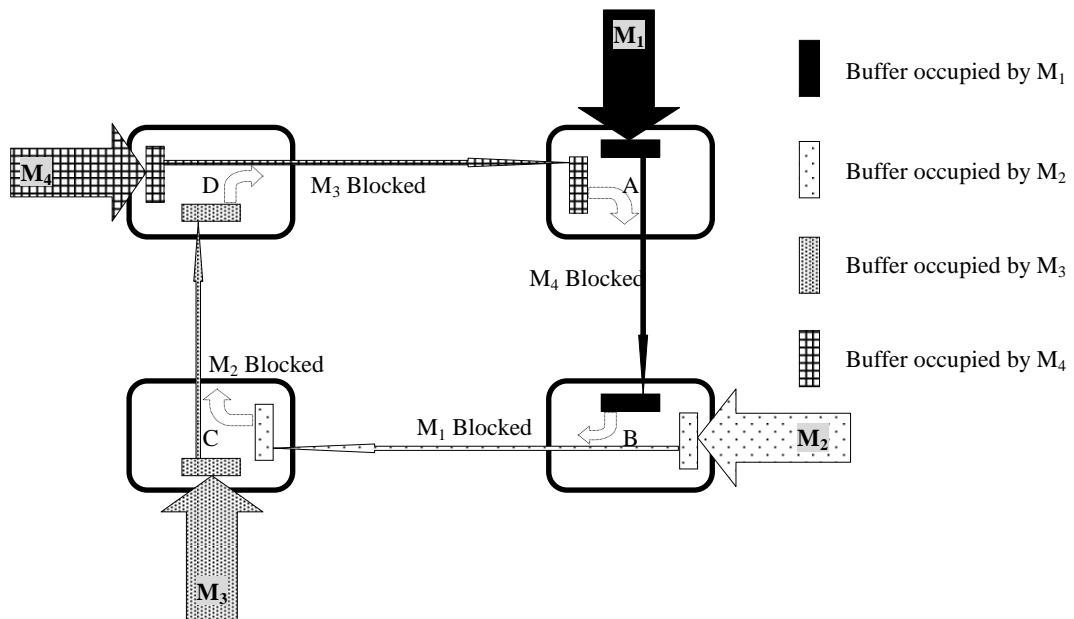 M₁
Buffer occupied by M₁
M₄
D
M₃ Blocked
A
Buffer occupied by M₂
M₄ Blocked
Buffer occupied by M₃
M₂ Blocked
Buffer occupied by M₄
C
M₁ Blocked
B
M₂
M₃